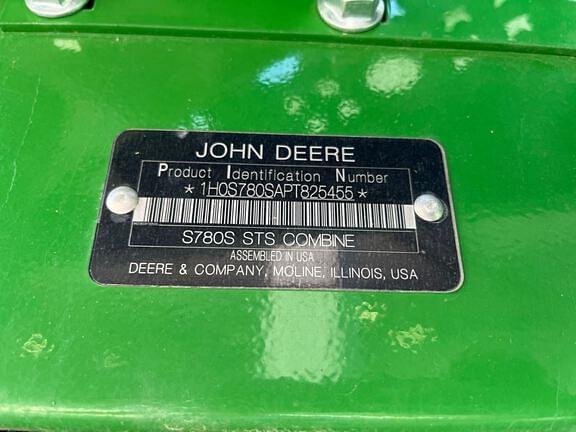 JOHN DEERE
Product Identification Number
*1H0S780SAPT825455*
S780S STS COMBINE
ASSEMBLED IN USA
DEERE & COMPANY, MOLINE, ILLINOIS, USA